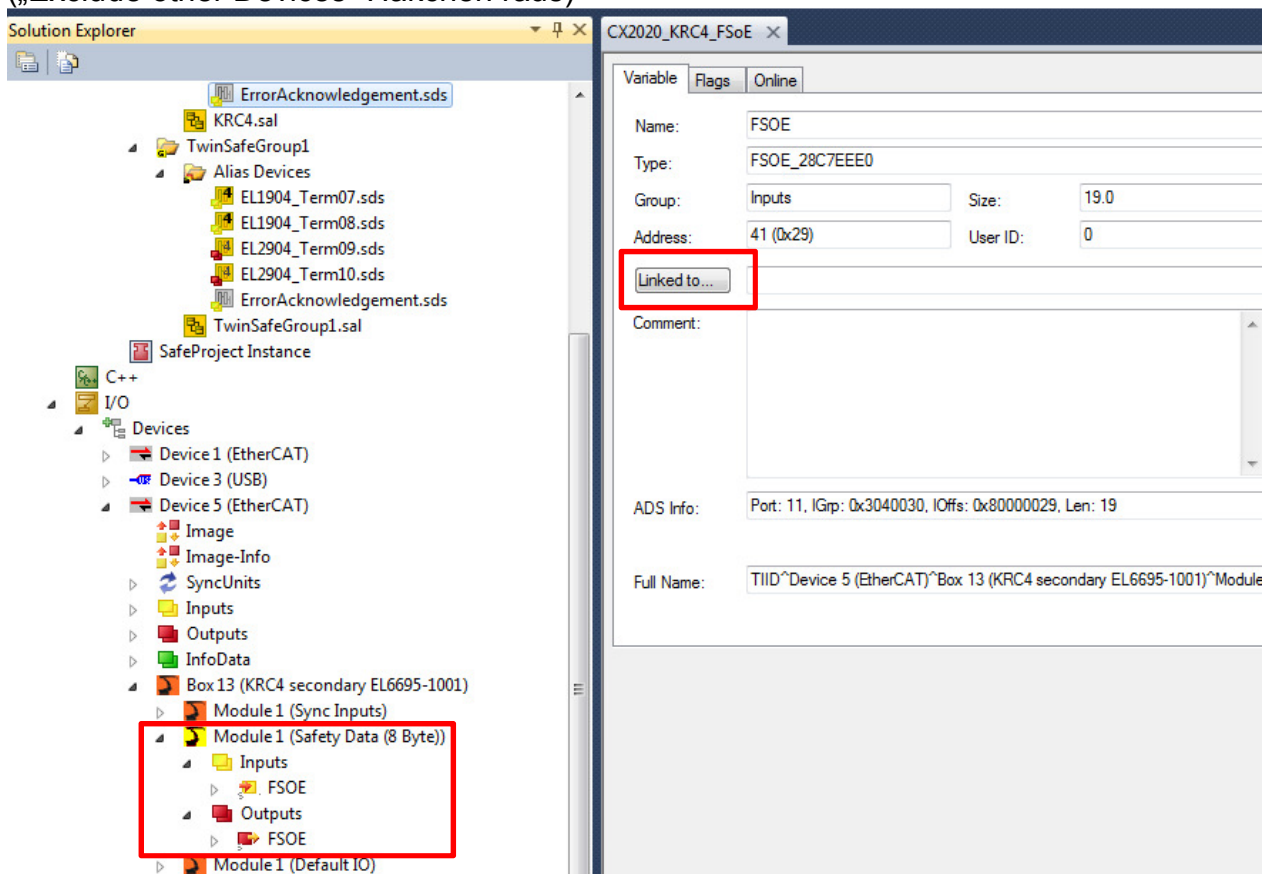 („Exclude other Devices“ Häkchen raus)
Solution Explorer
ErrorAcknowledgement.sds
KRC4.sal
TwinSafeGroup1
Alias Devices
EL1904_Term07.sds
EL1904_Term08.sds
EL2904_Term09.sds
EL2904_Term10.sds
ErrorAcknowledgement.sds
TwinSafeGroup1.sal
SafeProject Instance
C++
I/O
Devices
Device 1 (EtherCAT)
Device 3 (USB)
Device 5 (EtherCAT)
Image
Image-Info
SyncUnits
Inputs
Outputs
InfoData
Box 13 (KRC4 secondary EL6695-1001)
Module 1 (Sync Inputs)
Module 1 (Safety Data (8 Byte))
Inputs
FSOE
Outputs
FSOE
Module 1 (Default IO)
CX2020_KRC4_FSoE
Variable Flags Online
Name: FSOE
Type: FSOE_28C7EEE0
Group: Inputs Size: 19.0
Address: 41 (0x29) User ID: 0
Linked to...
Comment:
ADS Info: Port: 11, IGrp: 0x3040030, IOffs: 0x80000029, Len: 19
Full Name: TIID^Device 5 (EtherCAT)^Box 13 (KRC4 secondary EL6695-1001)^Module